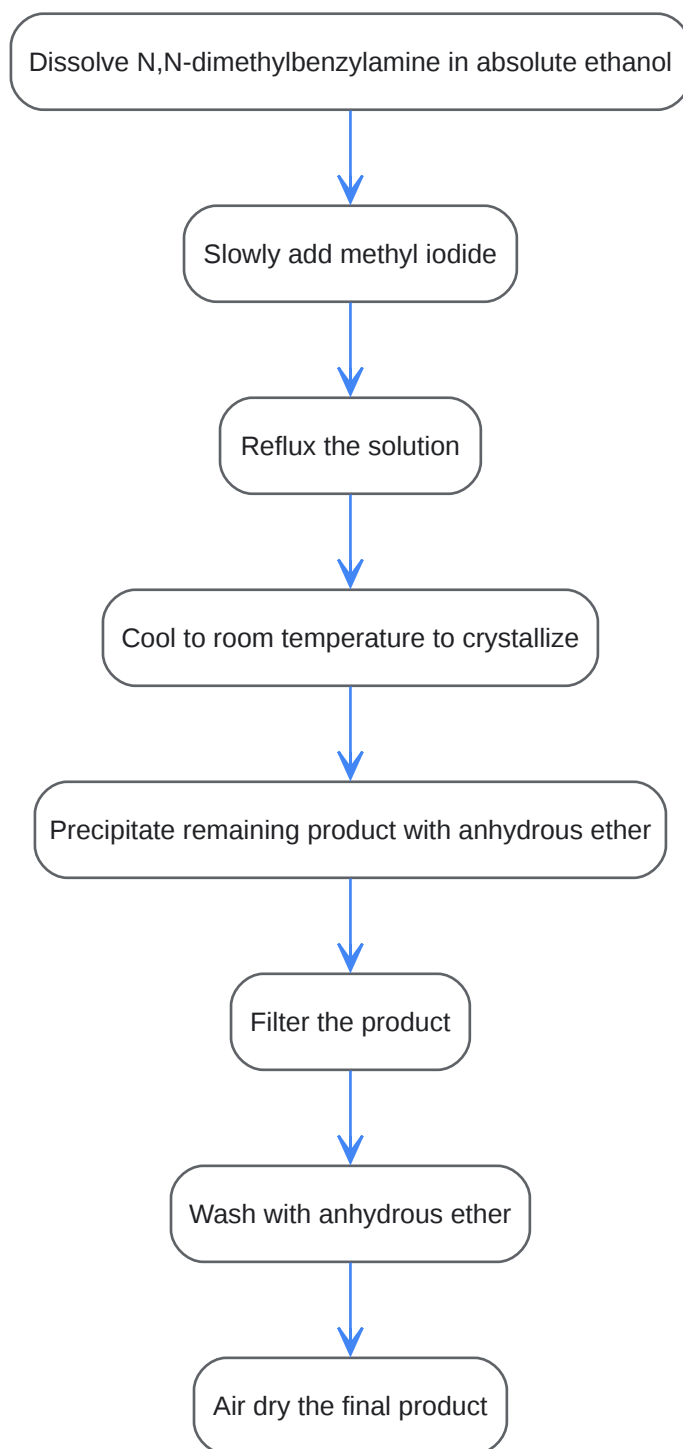 Dissolve N,N-dimethylbenzylamine in absolute ethanol
Slowly add methyl iodide
Reflux the solution
Cool to room temperature to crystallize
Precipitate remaining product with anhydrous ether
Filter the product
Wash with anhydrous ether
Air dry the final product